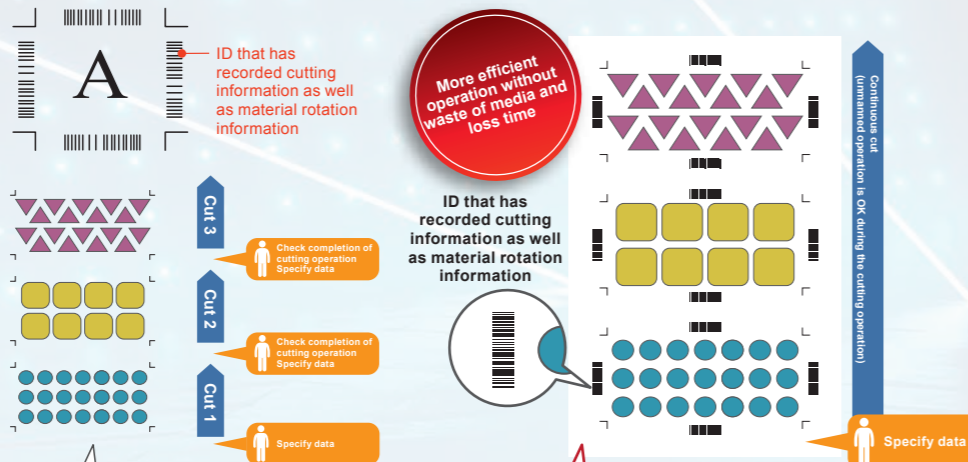 A
ID that has
recorded cutting
information as well
as material rotation
information
Cut 3
Check completion of
cutting operation
Specify data
Cut 2
Check completion of
cutting operation
Specify data
Cut 1
Specify data
More efficient
operation without
waste of media and
loss time
ID that has
recorded cutting
information as well
as material rotation
information
Continuous cut
(unmanned operation is OK during the cutting operation)
Specify data